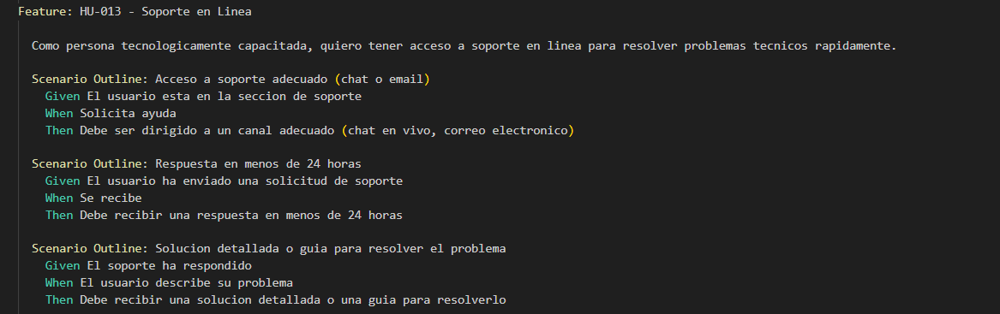 Feature: HU-013 - Soporte en Linea
Como persona tecnologicamente capacitada, quiero tener acceso a soporte en linea para resolver problemas tecnicos rapidamente.
Scenario Outline: Acceso a soporte adecuado (chat o email)
Given El usuario esta en la seccion de soporte
When Solicita ayuda
Then Debe ser dirigido a un canal adecuado (chat en vivo, correo electronico)
Scenario Outline: Respuesta en menos de 24 horas
Given El usuario ha enviado una solicitud de soporte
When Se recibe
Then Debe recibir una respuesta en menos de 24 horas
Scenario Outline: Solucion detallada o guia para resolver el problema
Given El soporte ha respondido
When El usuario describe su problema
Then Debe recibir una solucion detallada o una guia para resolverlo